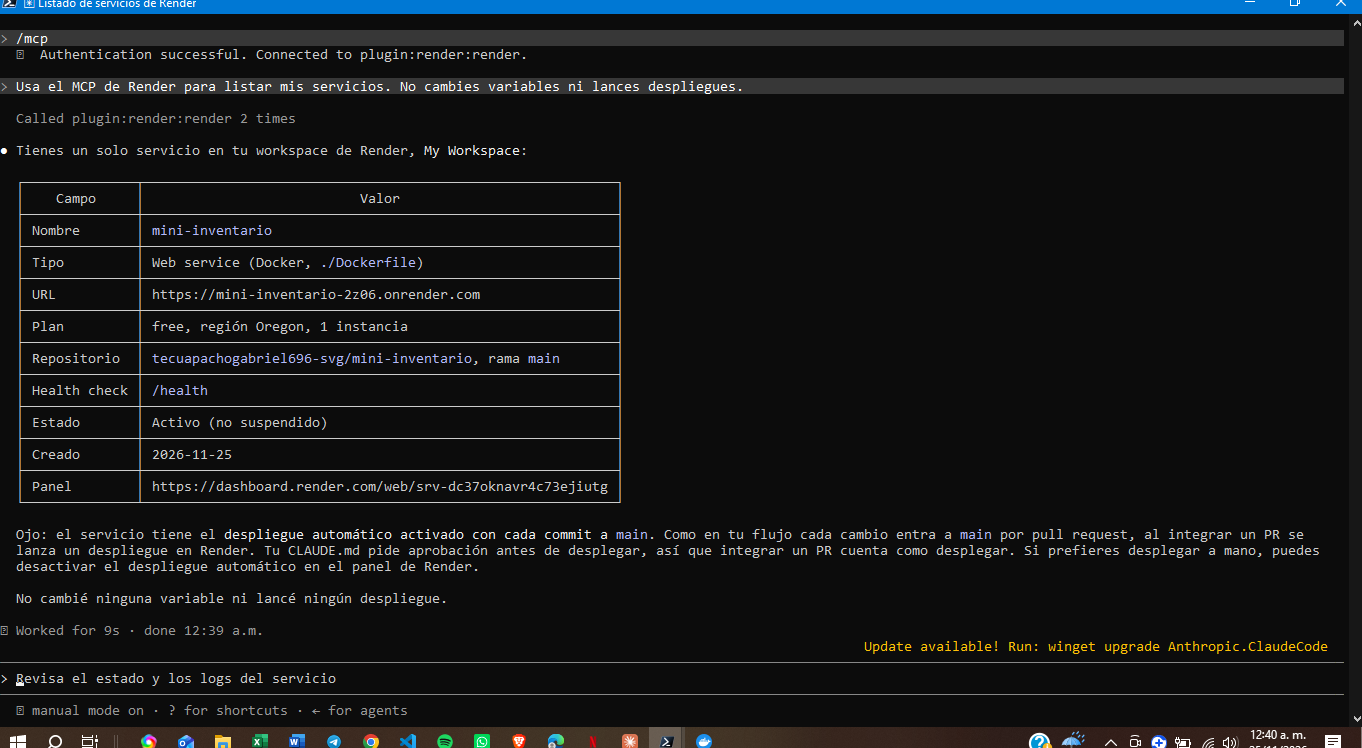 Listado de servicios de Render
> /mcp
Authentication successful. Connected to plugin:render:render.
> Usa el MCP de Render para listar mis servicios. No cambies variables ni lances despliegues.
Called plugin:render:render 2 times
● Tienes un solo servicio en tu workspace de Render, My Workspace:
Campo Valor
Nombre mini-inventario
Tipo Web service (Docker, ./Dockerfile)
URL https://mini-inventario-2z06.onrender.com
Plan free, región Oregon, 1 instancia
Repositorio tecuapachogabriel696-svg/mini-inventario, rama main
Health check /health
Estado Activo (no suspendido)
Creado 2026-11-25
Panel https://dashboard.render.com/web/srv-dc37oknavr4c73ejiutg
Ojo: el servicio tiene el despliegue automático activado con cada commit a main. Como en tu flujo cada cambio entra a main por pull request, al integrar un PR se
lanza un despliegue en Render. Tu CLAUDE.md pide aprobación antes de desplegar, así que integrar un PR cuenta como desplegar. Si prefieres desplegar a mano, puedes
desactivar el despliegue automático en el panel de Render.
No cambié ninguna variable ni lancé ningún despliegue.
Worked for 9s · done 12:39 a.m.
Update available! Run: winget upgrade Anthropic.ClaudeCode
> Revisa el estado y los logs del servicio
manual mode on · ? for shortcuts · ← for agents
12:40 a. m.